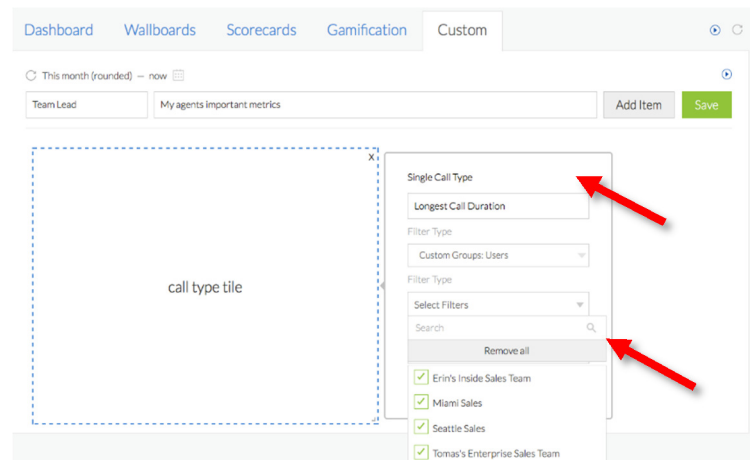 Dashboard Wallboards Scorecards Gamification Custom
This month (rounded) – now
Team Lead My agents important metrics Add Item Save
x
Single Call Type
Longest Call Duration
Filter Type
Custom Groups: Users
call type tile
Filter Type
Select Filters
Search
Remove all
Erin's Inside Sales Team
Miami Sales
Seattle Sales
Tomas's Enterprise Sales Team